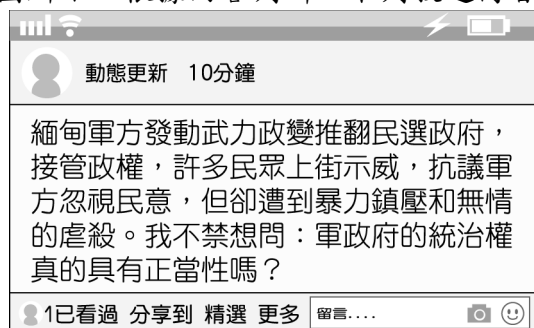 動態更新 10分鐘
緬甸軍方發動武力政變推翻民選政府，
接管政權，許多民眾上街示威，抗議軍
方忽視民意，但卻遭到暴力鎮壓和無情
的虐殺。我不禁想問：軍政府的統治權
真的具有正當性嗎？
1已看過 分享到 精選 更多 留言....